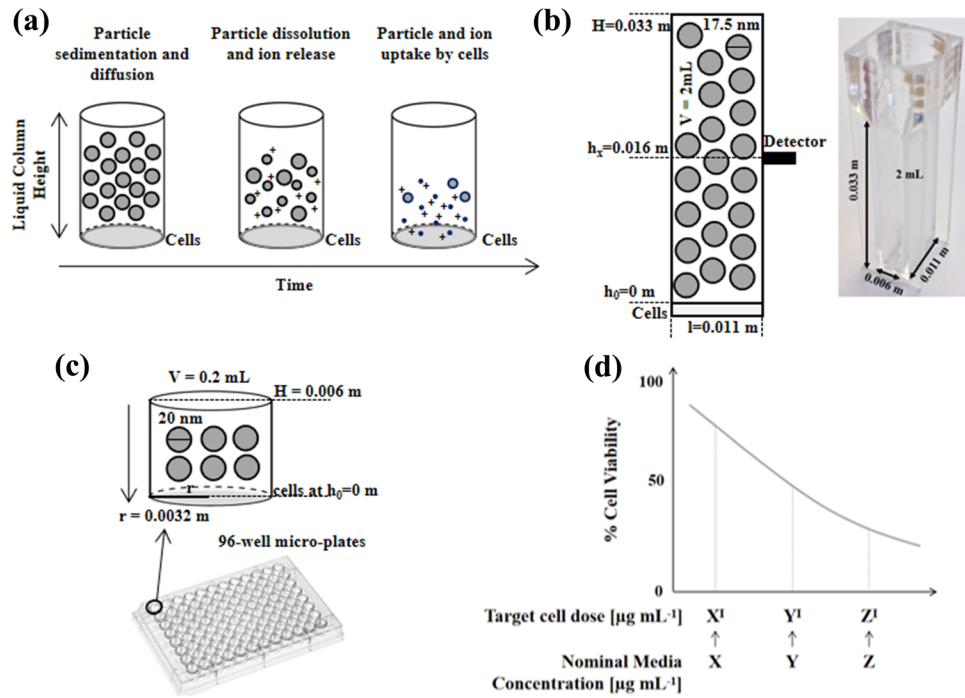 (a)
Particle
sedimentation and
diffusion
Particle dissolution
and ion release
Particle and ion
uptake by cells
Liquid Column
Height
Cells
Cells
Cells
Time
(b)
H=0.033 m
17.5 nm
V = 2mL
hₓ=0.016 m
Detector
h₀=0 m
Cells
l=0.011 m
0.033 m
2 mL
0.006 m
0.011 m
(c)
V = 0.2 mL
H = 0.006 m
20 nm
r
cells at h₀=0 m
r = 0.0032 m
96-well micro-plates
(d)
100
50
0
% Cell Viability
Target cell dose [µg mL⁻¹] Xᴵ Yᴵ Zᴵ
Nominal Media X Y Z
Concentration [µg mL⁻¹]